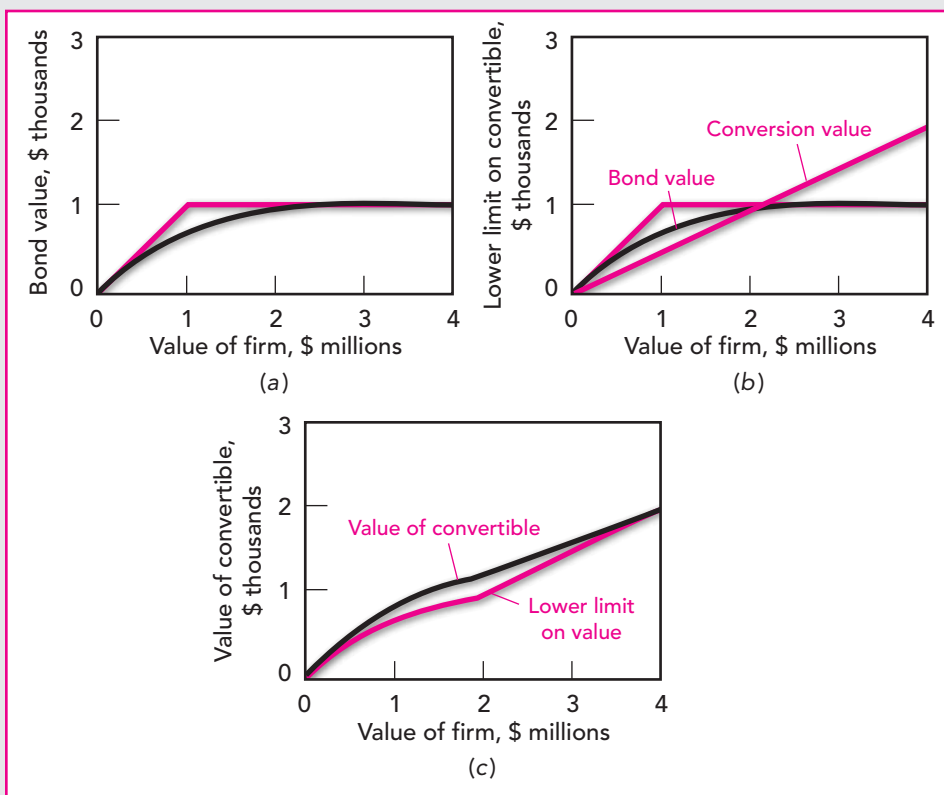 Bond value, $ thousands
3
2
1
0
0 1 2 3 4
Value of firm, $ millions
(a)
Lower limit on convertible,
$ thousands
3
2
1
0
Conversion value
Bond value
0 1 2 3 4
Value of firm, $ millions
(b)
Value of convertible,
$ thousands
3
2
1
0
Value of convertible
Lower limit
on value
0 1 2 3 4
Value of firm, $ millions
(c)